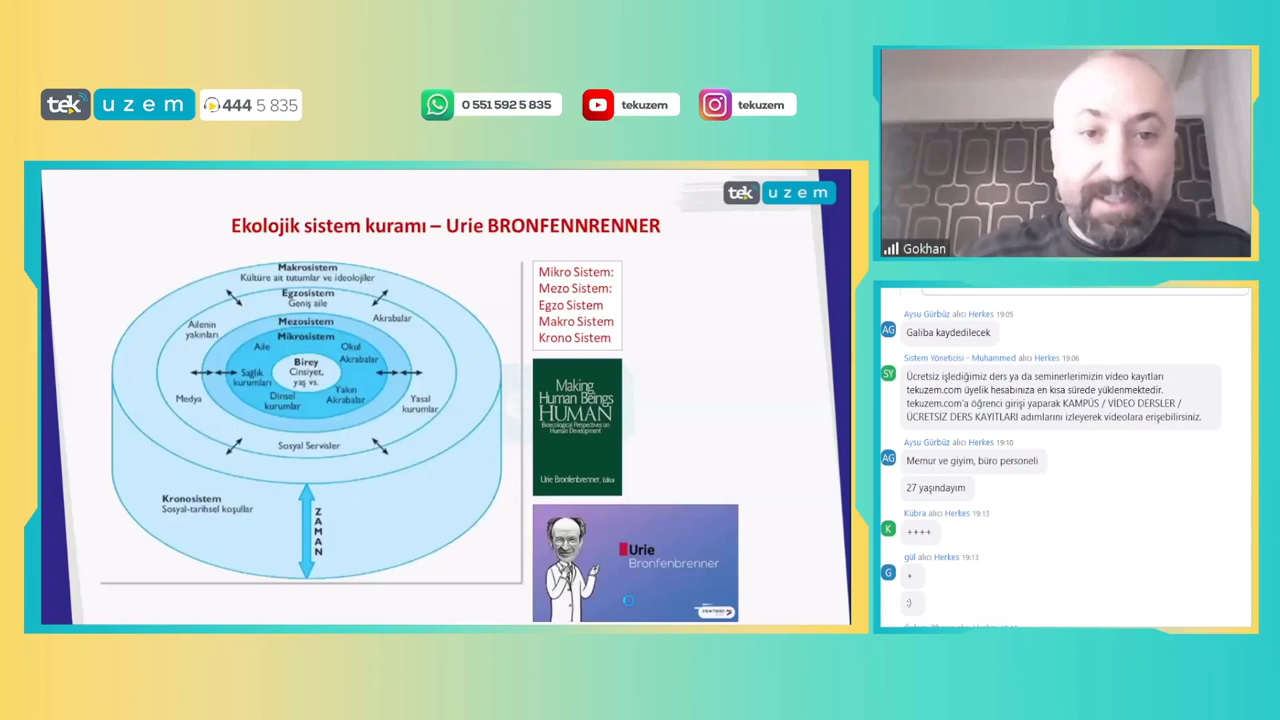 tek uzem 444 5 835
0 551 592 5 835
tekuzem
tekuzem
tek uzem
Ekolojik sistem kuramı – Urie BRONFENNRENNER
Makrosistem
Kültüre ait tutumlar ve ideolojiler
Egzosistem
Geniş aile
Ailenin
yakınları
Akrabalar
Mezosistem
Mikrosistem
Aile
Okul
Akrabalar
Birey
Cinsiyet,
yaş vs.
Sağlık
kurumları
Dinsel
kurumlar
Yakın
Akrabalar
Medya
Yasal
kurumlar
Sosyal Servisler
Kronosistem
Sosyal-tarihsel koşullar
ZAMAN
Mikro Sistem:
Mezo Sistem:
Egzo Sistem
Makro Sistem
Krono Sistem
Making
Human Beings
HUMAN
Bioecological Perspectives on
Human Development
Urie Bronfenbrenner, Editor
Urie
Bronfenbrenner
Gokhan
Aysu Gürbüz alıcı Herkes 19:05
AG
Galiba kaydedilecek
Sistem Yöneticisi - Muhammed alıcı Herkes 19:06
SY
Ücretsiz işlediğimiz ders ya da seminerlerimizin video kayıtları
tekuzem.com üyelik hesabınıza en kısa sürede yüklenmektedir.
tekuzem.com'a öğrenci girişi yaparak KAMPÜS / VİDEO DERSLER /
ÜCRETSİZ DERS KAYITLARI adımlarını izleyerek videolara erişebilirsiniz.
Aysu Gürbüz alıcı Herkes 19:10
AG
Memur ve giyim, büro personeli
27 yaşındayım
Kübra alıcı Herkes 19:13
K
++++
gül alıcı Herkes 19:13
G
+
:)